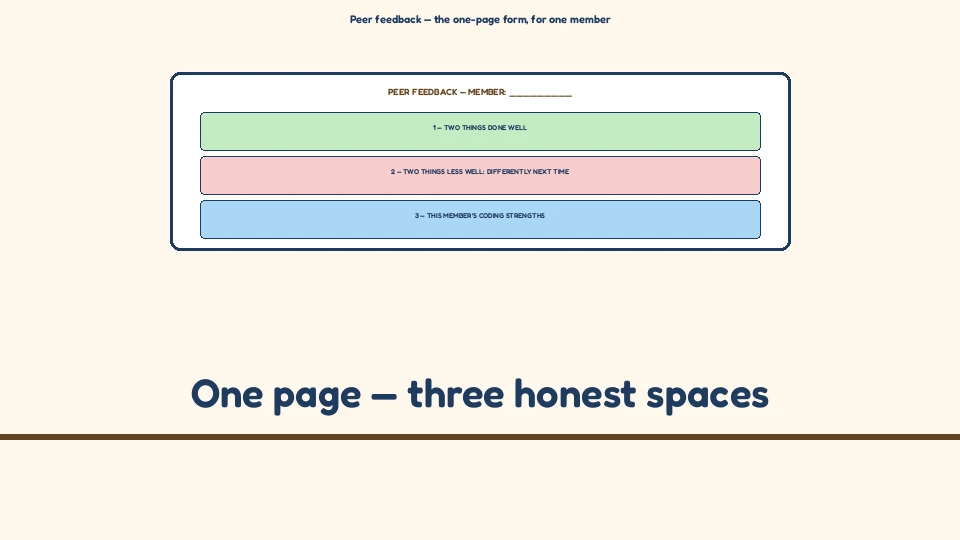 Peer feedback — the one-page form, for one member
PEER FEEDBACK — MEMBER: _________
1 — TWO THINGS DONE WELL
2 — TWO THINGS LESS WELL: DIFFERENTLY NEXT TIME
3 — THIS MEMBER'S CODING STRENGTHS
One page — three honest spaces